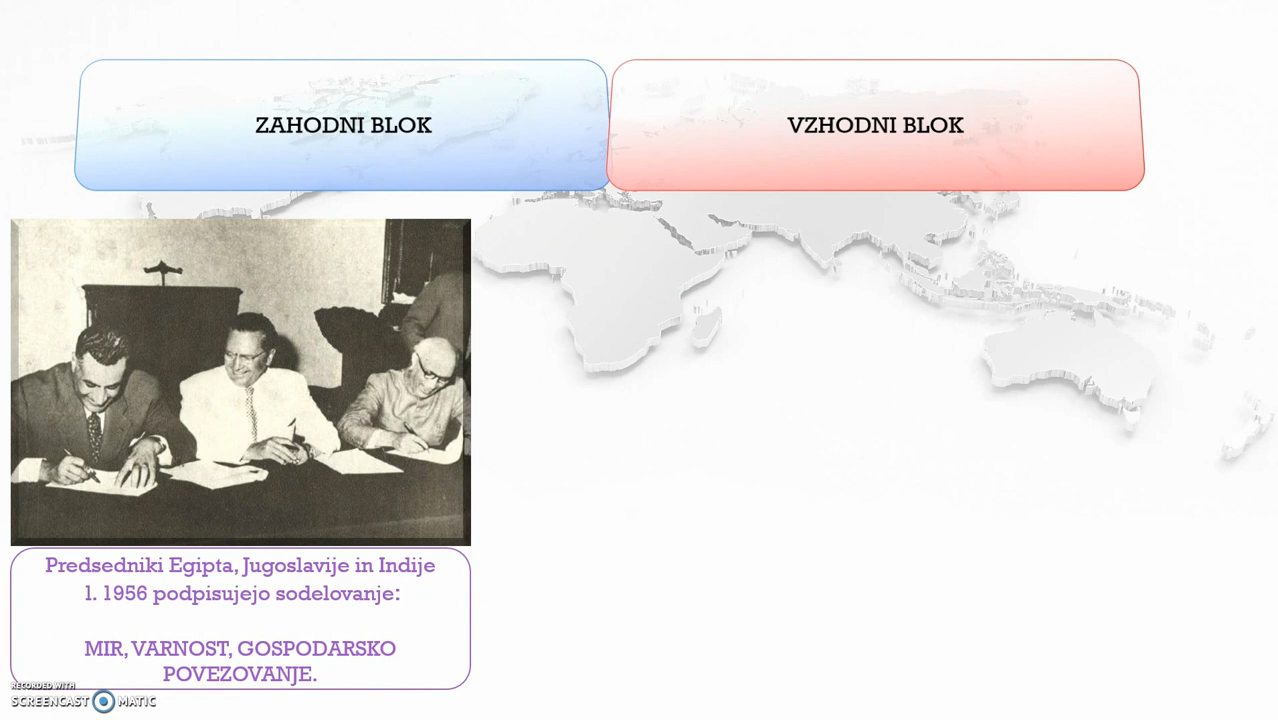 ZAHODNI BLOK
VZHODNI BLOK
Predsedniki Egipta, Jugoslavije in Indije
l. 1956 podpisujejo sodelovanje:
MIR, VARNOST, GOSPODARSKO
POVEZOVANJE.
RECORDED WITH
SCREENCAST MATIC